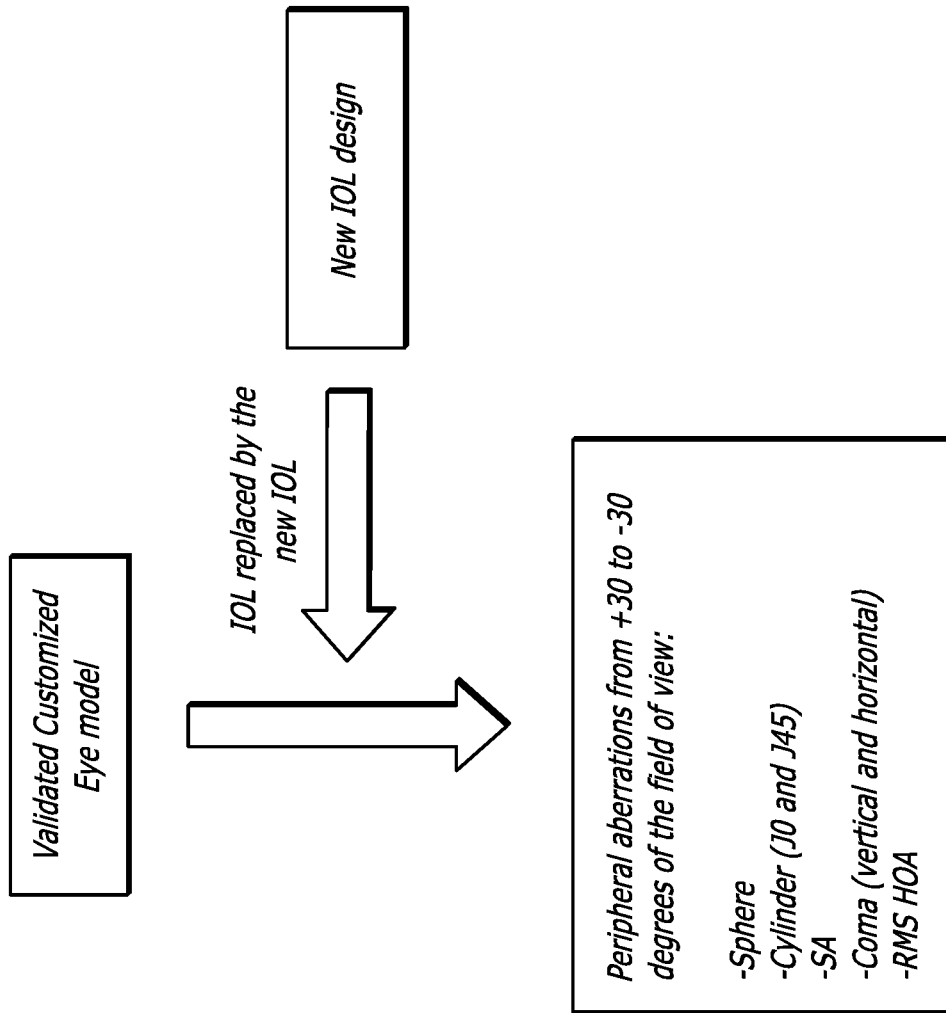 Validated Customized
Eye model
IOL replaced by the
new IOL
New IOL design
Peripheral aberrations from +30 to -30
degrees of the field of view:
-Sphere
-Cylinder (J0 and J45)
-SA
-Coma (vertical and horizontal)
-RMS HOA